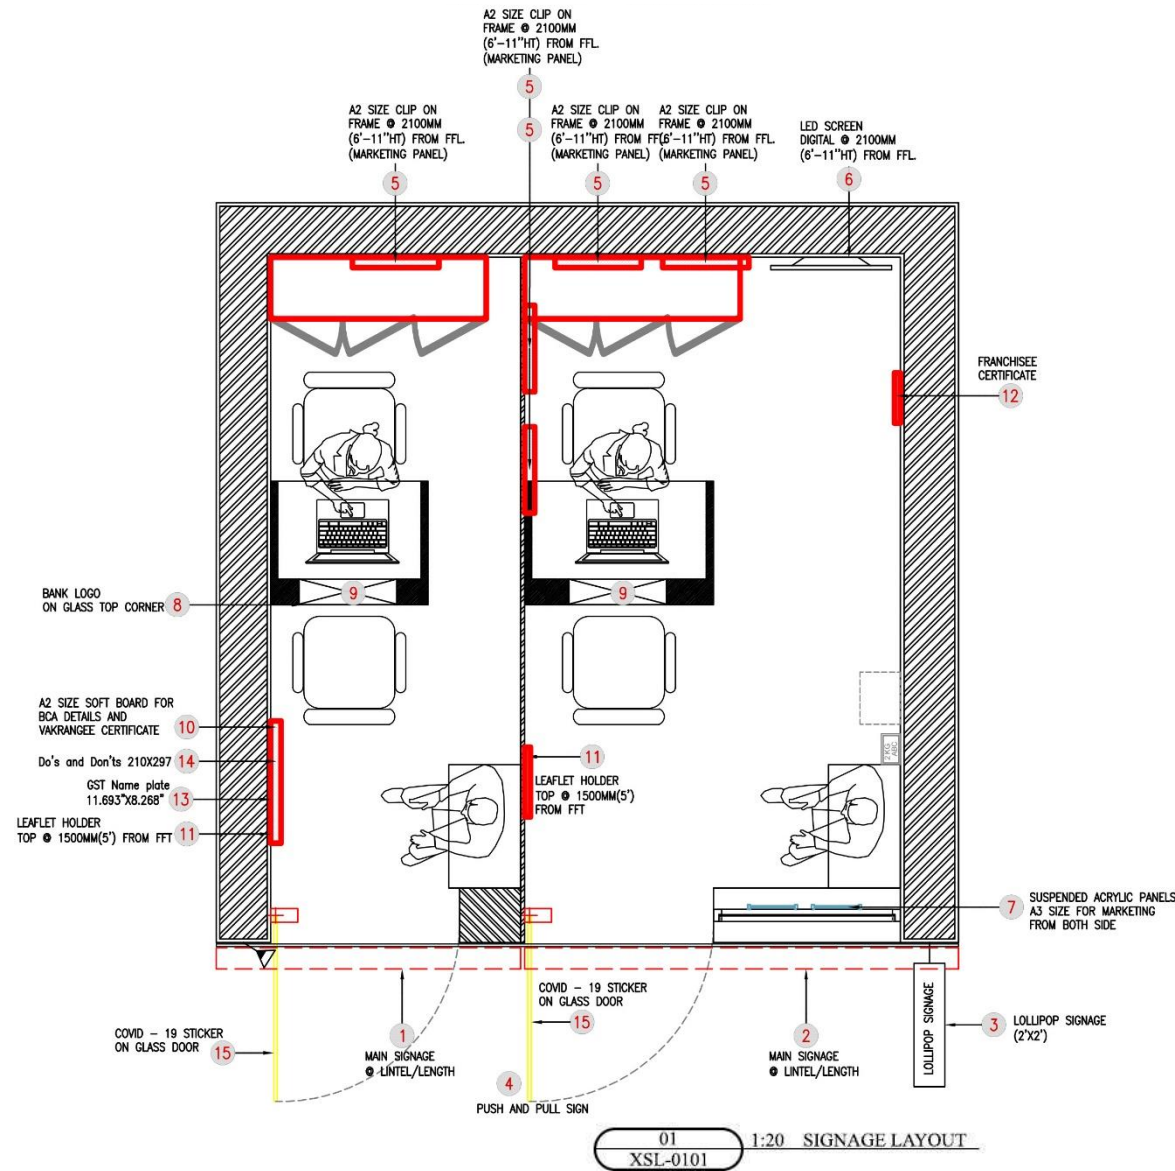 A2 SIZE CLIP ON
FRAME @ 2100MM
(6'-11''HT) FROM FFL.
(MARKETING PANEL)
5
5
A2 SIZE CLIP ON
FRAME @ 2100MM
(6'-11''HT) FROM FFL.
(MARKETING PANEL)
5
A2 SIZE CLIP ON
FRAME @ 2100MM
(6'-11''HT) FROM FFL.
(MARKETING PANEL)
5
A2 SIZE CLIP ON
FRAME @ 2100MM
(6'-11''HT) FROM FFL.
(MARKETING PANEL)
5
LED SCREEN
DIGITAL @ 2100MM
(6'-11''HT) FROM FFL.
6
FRANCHISEE
CERTIFICATE
12
BANK LOGO
ON GLASS TOP CORNER
8
9
9
A2 SIZE SOFT BOARD FOR
BCA DETAILS AND
VAKRANGEE CERTIFICATE
10
Do's and Don'ts 210X297
14
GST Name plate
11.693"X8.268"
13
LEAFLET HOLDER
TOP @ 1500MM(5') FROM FFT
11
11
LEAFLET HOLDER
TOP @ 1500MM(5')
FROM FFT
2 KG
ABC
7
SUSPENDED ACRYLIC PANELS
A3 SIZE FOR MARKETING
FROM BOTH SIDE
COVID - 19 STICKER
ON GLASS DOOR
15
1
MAIN SIGNAGE
@ LINTEL/LENGTH
COVID - 19 STICKER
ON GLASS DOOR
15
4
PUSH AND PULL SIGN
2
MAIN SIGNAGE
@ LINTEL/LENGTH
LOLLIPOP SIGNAGE
3
LOLLIPOP SIGNAGE
(2'X2')
01
XSL-0101
1:20 SIGNAGE LAYOUT